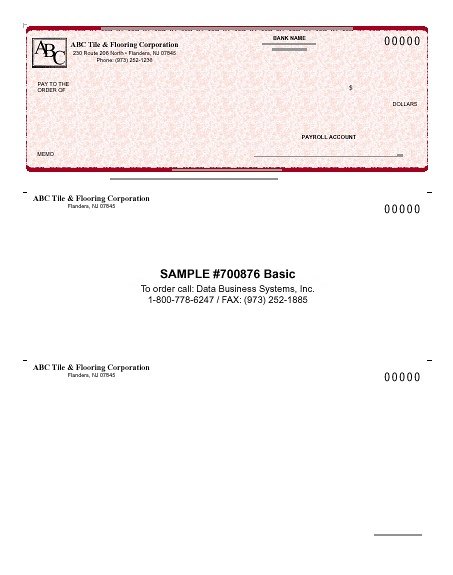 ABC
ABC Tile & Flooring Corporation
230 Route 206 North • Flanders, NJ 07845
Phone: (973) 252-1236
BANK NAME
00000
PAY TO THE
ORDER OF
$
DOLLARS
PAYROLL ACCOUNT
MEMO
ABC Tile & Flooring Corporation
Flanders, NJ 07845
00000
SAMPLE #700876 Basic
To order call: Data Business Systems, Inc.
1-800-778-6247 / FAX: (973) 252-1885
ABC Tile & Flooring Corporation
Flanders, NJ 07845
00000